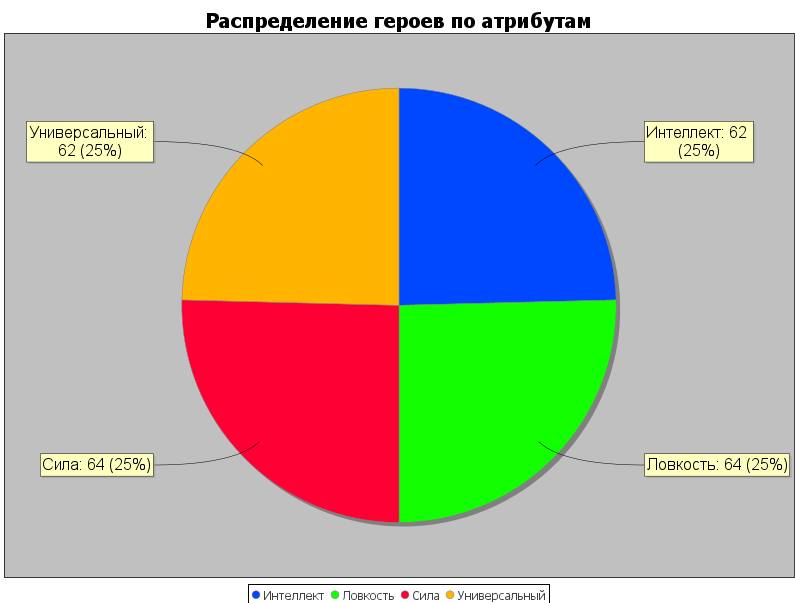 Распределение героев по атрибутам
Универсальный:
62 (25%)
Интеллект: 62
(25%)
Сила: 64 (25%)
Ловкость: 64 (25%)
Интеллект Ловкость Сила Универсальный